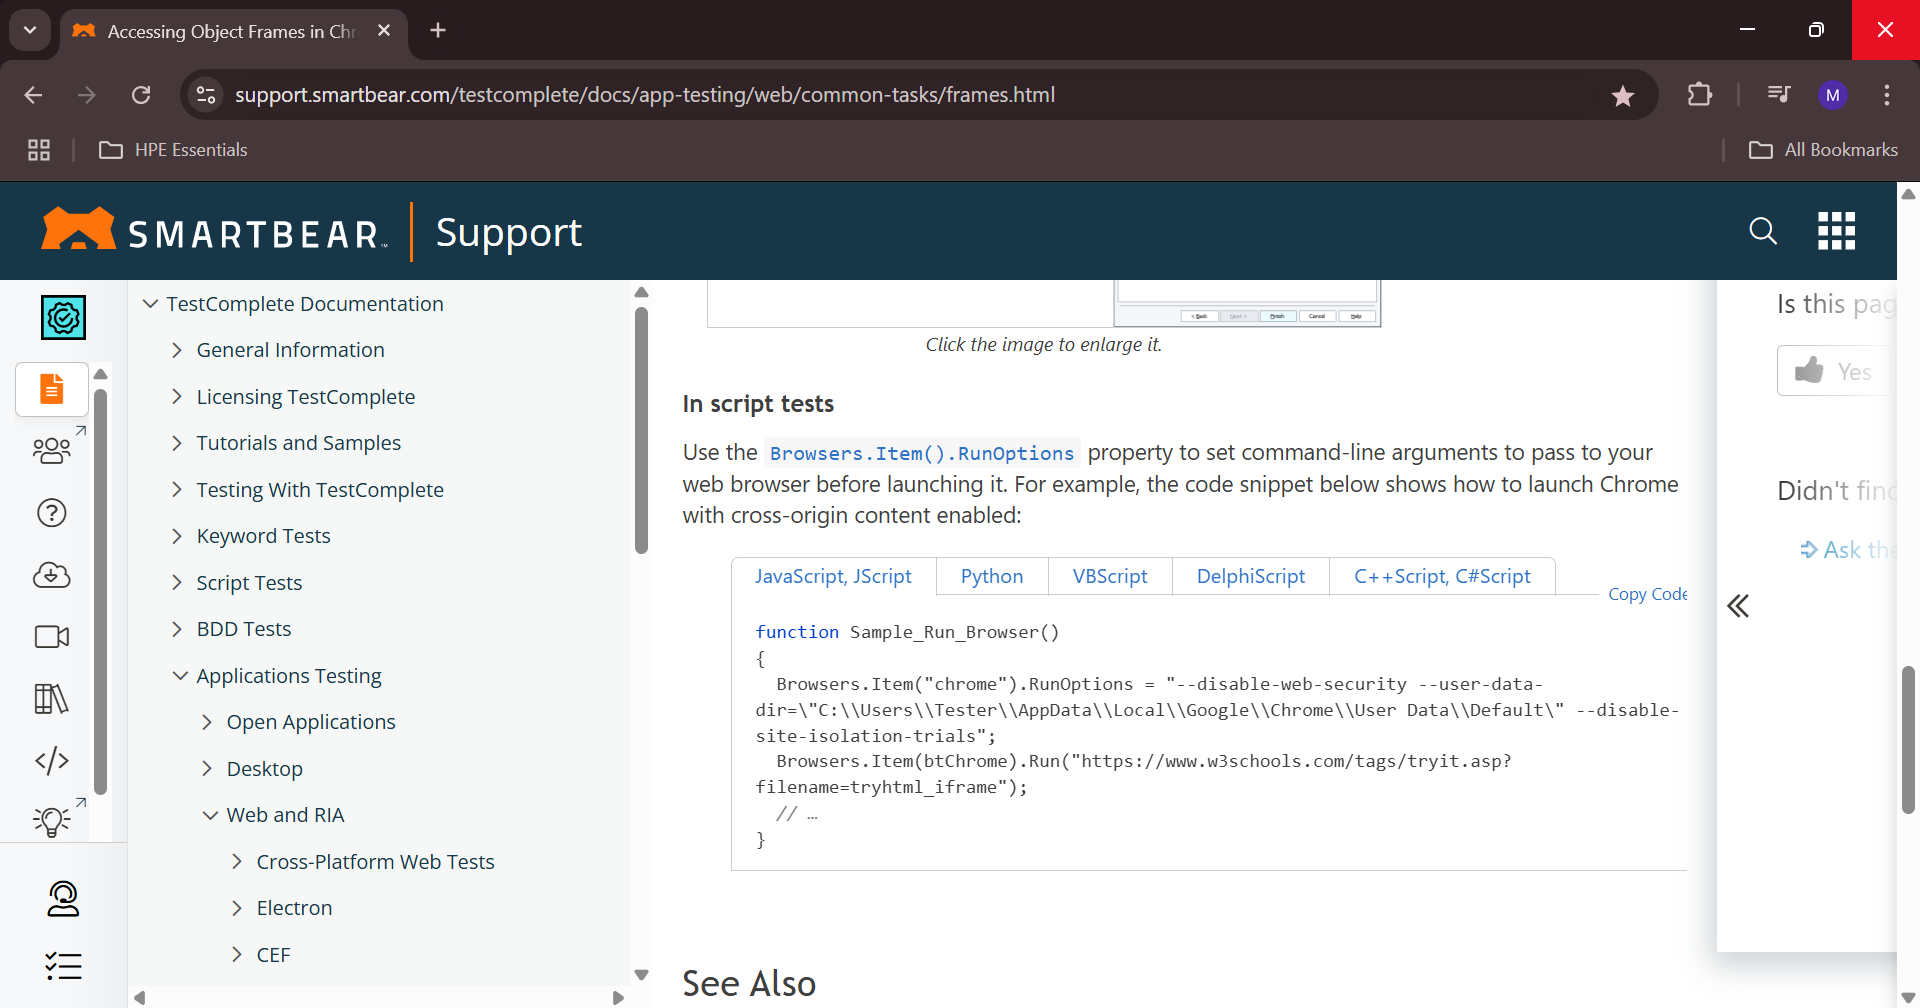 Accessing Object Frames in Chr
support.smartbear.com/testcomplete/docs/app-testing/web/common-tasks/frames.html
M
HPE Essentials
All Bookmarks
SMARTBEAR™
Support
TestComplete Documentation
General Information
Licensing TestComplete
Tutorials and Samples
Testing With TestComplete
Keyword Tests
Script Tests
BDD Tests
Applications Testing
Open Applications
Desktop
Web and RIA
Cross-Platform Web Tests
Electron
CEF
< Back Next > Finish Cancel Help
Click the image to enlarge it.
In script tests
Use the Browsers.Item().RunOptions property to set command-line arguments to pass to your
web browser before launching it. For example, the code snippet below shows how to launch Chrome
with cross-origin content enabled:
JavaScript, JScript Python VBScript DelphiScript C++Script, C#Script
Copy Code
function Sample_Run_Browser()
{
Browsers.Item("chrome").RunOptions = "--disable-web-security --user-data-
dir=\"C:\\Users\\Tester\\AppData\\Local\\Google\\Chrome\\User Data\\Default\" --disable-
site-isolation-trials";
Browsers.Item(btChrome).Run("https://www.w3schools.com/tags/tryit.asp?
filename=tryhtml_iframe");
// …
}
See Also
Is this pag
Yes
Didn't find
Ask the